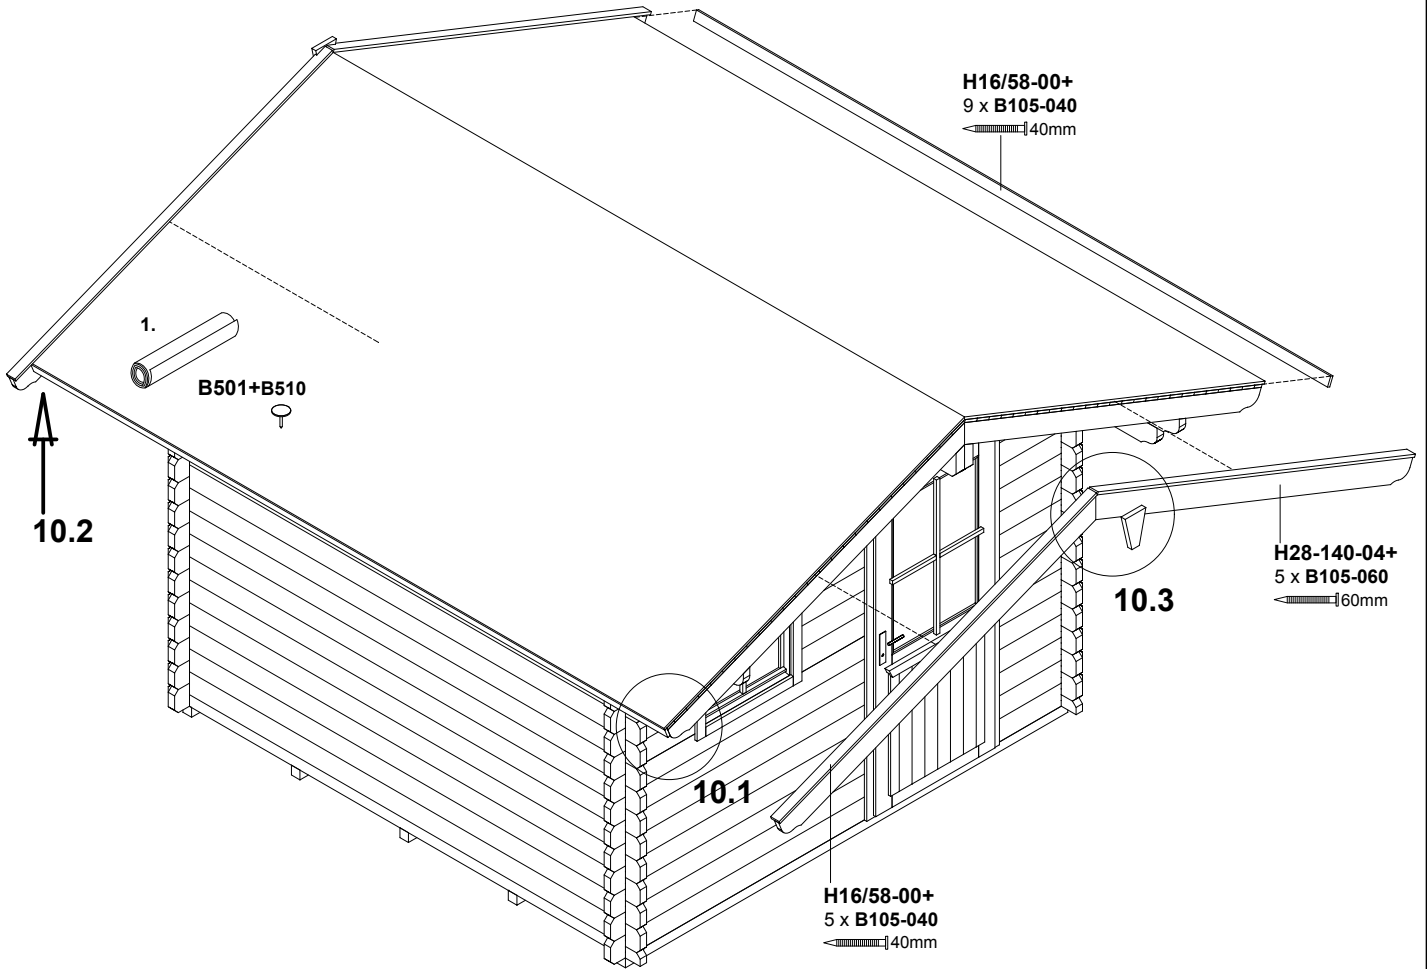 H16/58-00+
9 x B105-040
40mm
1.
B501+B510
10.2
10.3
H28-140-04+
5 x B105-060
60mm
10.1
H16/58-00+
5 x B105-040
40mm